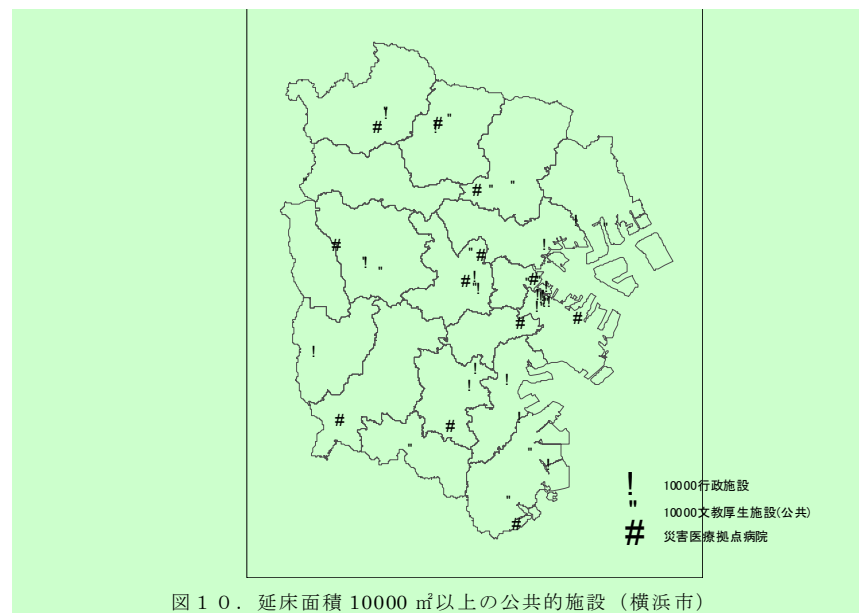 ! 10000行政施設
" 10000文教厚生施設(公共)
# 災害医療拠点病院
図１０．延床面積 10000 ㎡以上の公共的施設（横浜市）